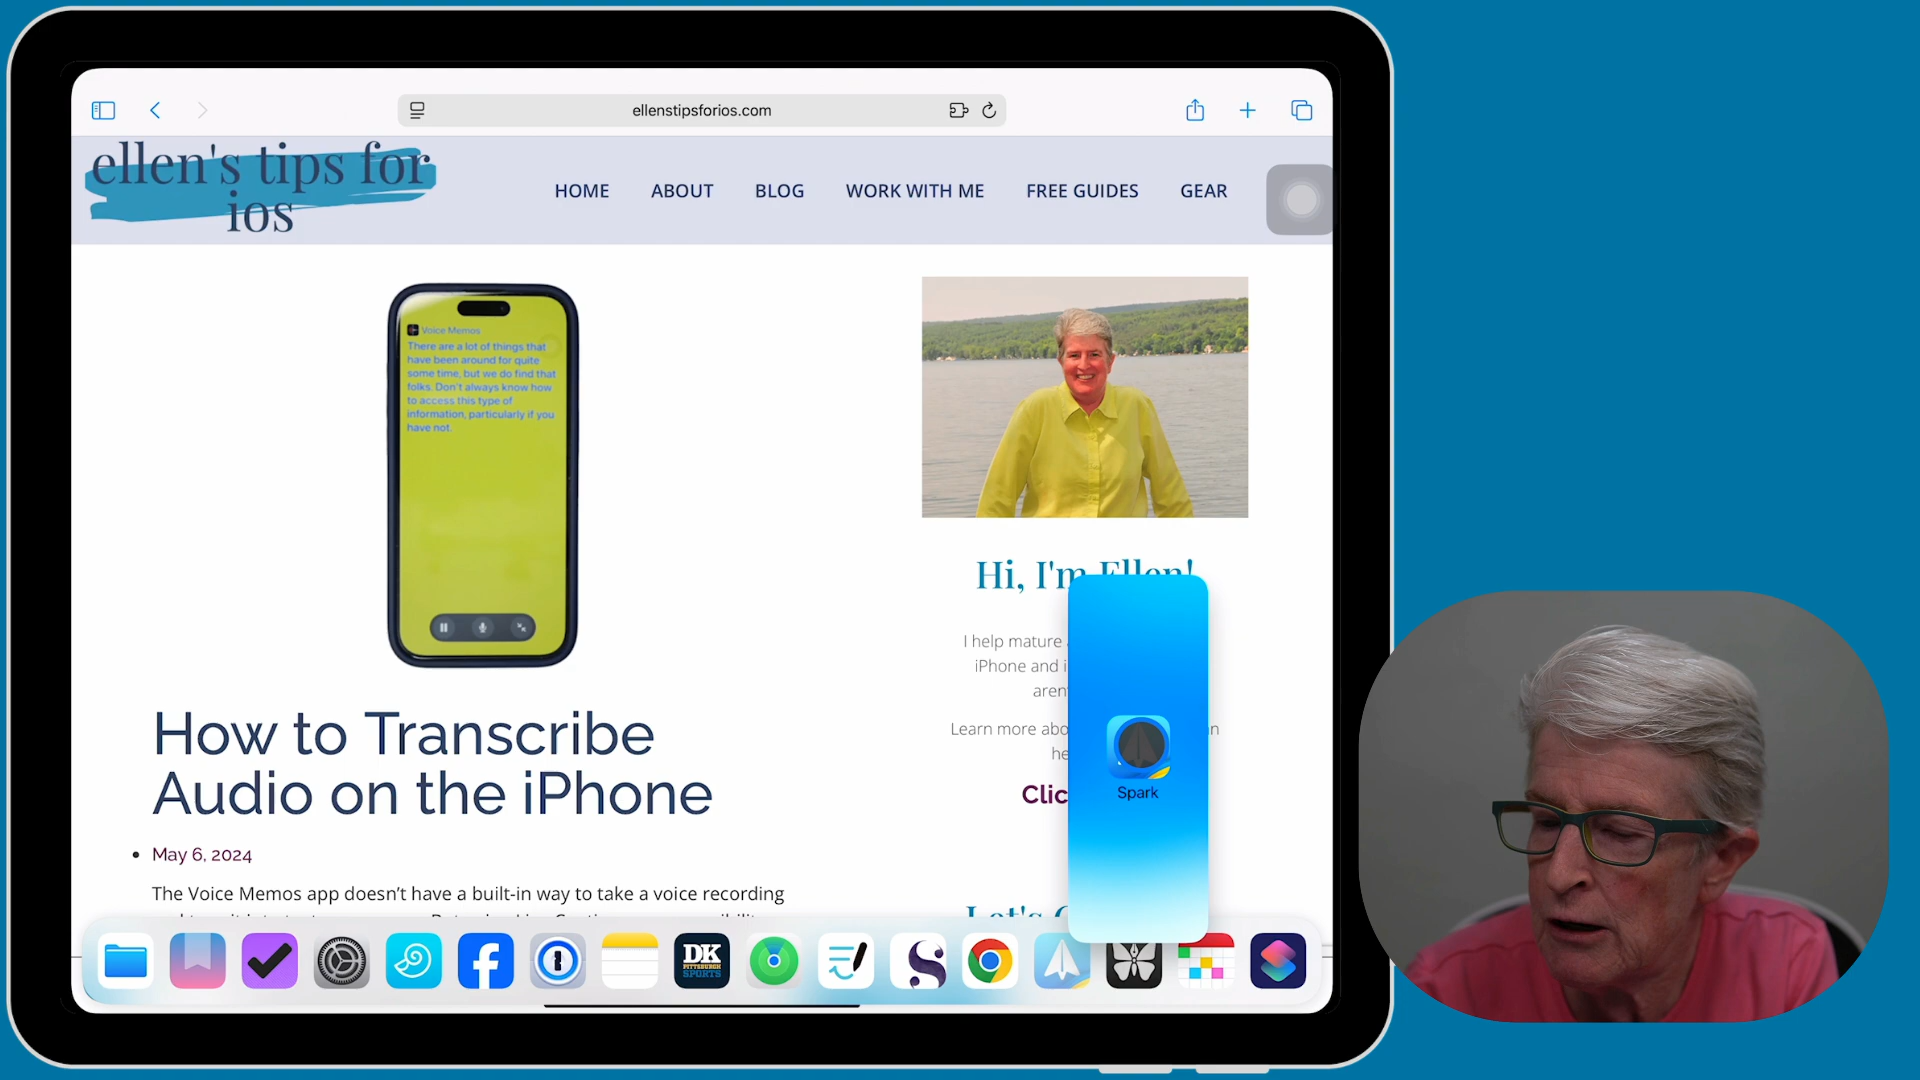 ellenstipsforios.com
ellen's tips for
ios
HOME
ABOUT
BLOG
WORK WITH ME
FREE GUIDES
GEAR
Voice Memos
There are a lot of things that
have been around for quite
some time, but we do find that
folks. Don't always know how
to access this type of
information, particularly if you
have not.
Hi, I'm Ellen!
I help mature
iPhone and i
aren
Learn more abo
n
he
Clic
Spark
How to Transcribe
Audio on the iPhone
May 6, 2024
The Voice Memos app doesn't have a built-in way to take a voice recording
Let's
DK
PITTSBURGH
SPORTS